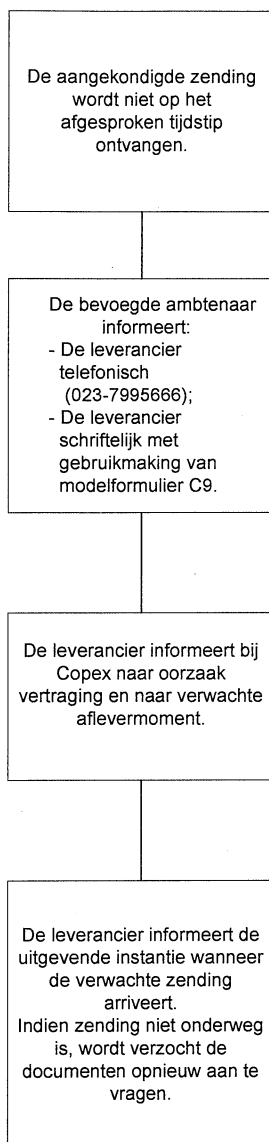 De aangekondigde zending
wordt niet op het
afgesproken tijdstip
ontvangen.
De bevoegde ambtenaar
informeert:
- De leverancier
telefonisch
(023-7995666);
- De leverancier
schriftelijk met
gebruikmaking van
modelformulier C9.
De leverancier informeert bij
Copex naar oorzaak
vertraging en naar verwachte
aflevermoment.
De leverancier informeert de
uitgevende instantie wanneer
de verwachte zending
arriveert.
Indien zending niet onderweg
is, wordt verzocht de
documenten opnieuw aan te
vragen.